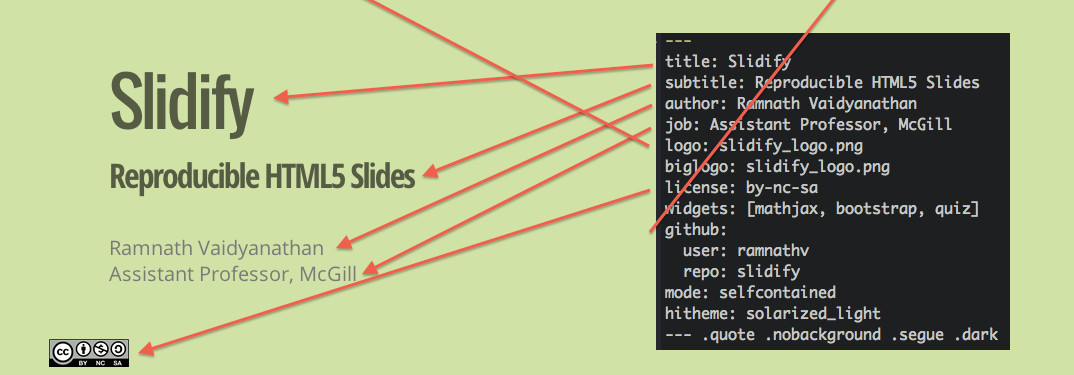 Slidify
Reproducible HTML5 Slides
Ramnath Vaidyanathan
Assistant Professor, McGill
cc
BY NC SA
---
title: Slidify
subtitle: Reproducible HTML5 Slides
author: Ramnath Vaidyanathan
job: Assistant Professor, McGill
logo: slidify_logo.png
biglogo: slidify_logo.png
license: by-nc-sa
widgets: [mathjax, bootstrap, quiz]
github:
  user: ramnathv
  repo: slidify
mode: selfcontained
hitheme: solarized_light
--- .quote .nobackground .segue .dark